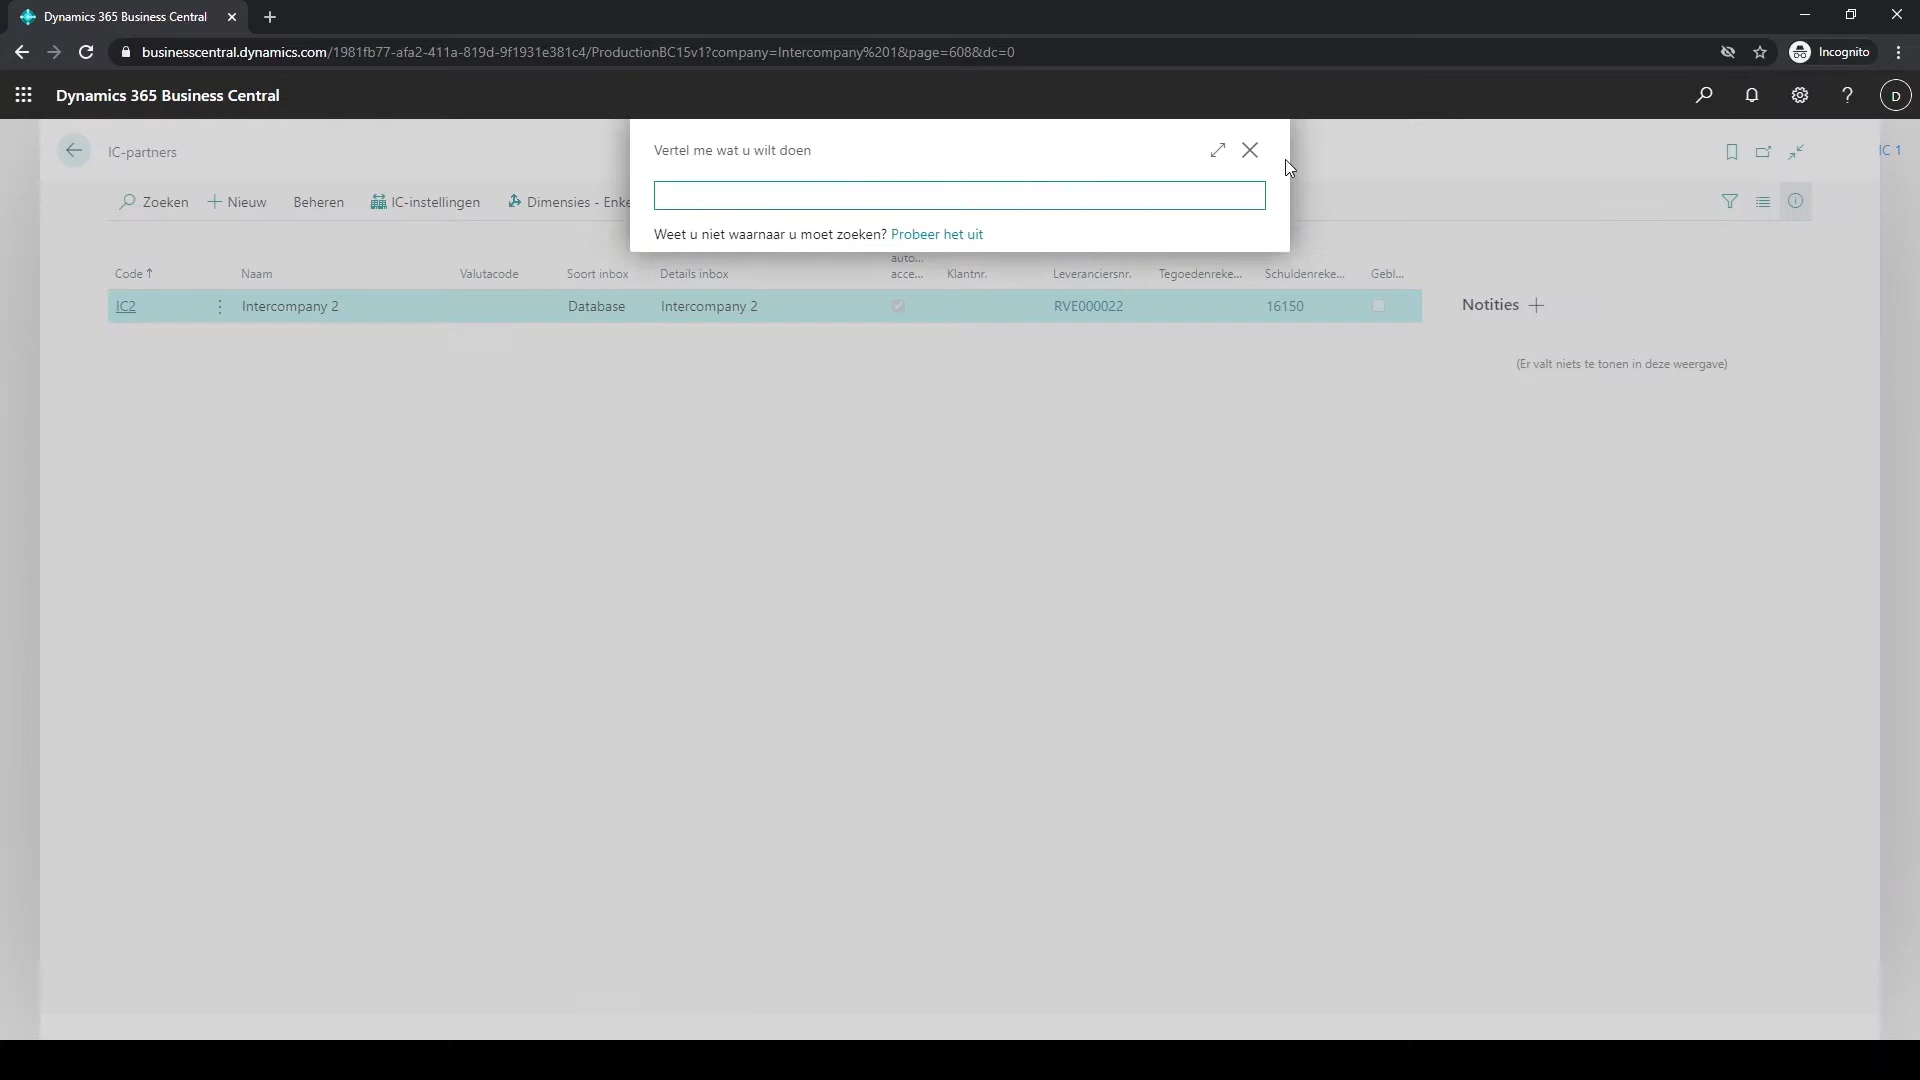 Dynamics 365 Business Central
businesscentral.dynamics.com/1981fb77-afa2-411a-819d-9f1931e381c4/ProductionBC15v1?company=Intercompany%201&page=608&dc=0
Incognito
Dynamics 365 Business Central
D
IC-partners
Vertel me wat u wilt doen
IC 1
Zoeken
Nieuw
Beheren
IC-instellingen
Dimensies - Enke
Weet u niet waarnaar u moet zoeken? Probeer het uit
Code Naam Valutacode Soort inbox Details inbox auto... acce... Klantnr. Leveranciersnr. Tegoedenreke... Schuldenreke... Gebl...
IC2 Intercompany 2 Database Intercompany 2 RVE000022 16150
Notities
(Er valt niets te tonen in deze weergave)